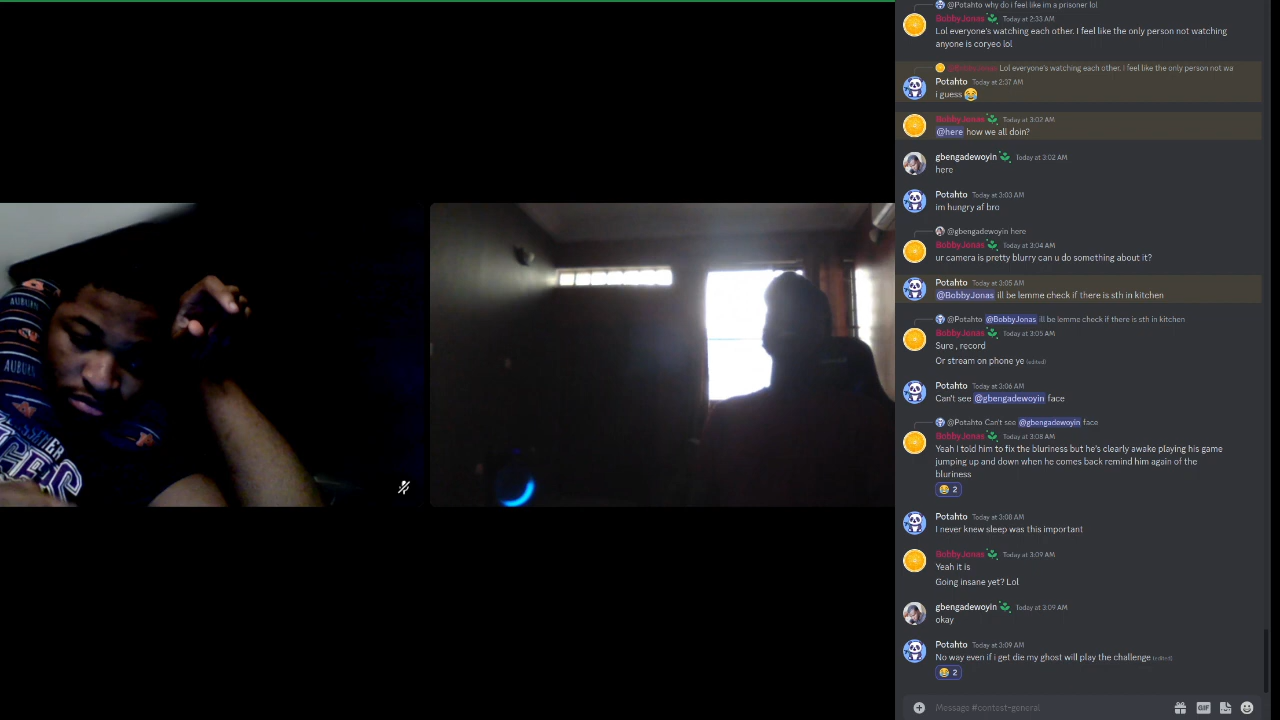 @Potahto why do i feel like im a prisoner lol
BobbyJonas Today at 2:33 AM
Lol everyone's watching each other. I feel like the only person not watching
anyone is coryeo lol
Lol everyone's watching each other. I feel like the only person not wa
Potahto Today at 2:37 AM
i guess 😂
BobbyJonas Today at 3:02 AM
@here how we all doin?
gbengadewoyin Today at 3:02 AM
here
Potahto Today at 3:03 AM
im hungry af bro
@gbengadewoyin here
BobbyJonas Today at 3:04 AM
ur camera is pretty blurry can u do something about it?
Potahto Today at 3:05 AM
@BobbyJonas ill be lemme check if there is sth in kitchen
@Potahto @BobbyJonas ill be lemme check if there is sth in kitchen
BobbyJonas Today at 3:05 AM
Sure , record
Or stream on phone ye (edited)
Potahto Today at 3:06 AM
Can't see @gbengadewoyin face
@Potahto Can't see @gbengadewoyin face
BobbyJonas Today at 3:08 AM
Yeah I told him to fix the bluriness but he's clearly awake playing his game
jumping up and down when he comes back remind him again of the
bluriness
😂 2
Potahto Today at 3:08 AM
I never knew sleep was this important
BobbyJonas Today at 3:09 AM
Yeah it is
Going insane yet? Lol
gbengadewoyin Today at 3:09 AM
okay
Potahto Today at 3:09 AM
No way even if i get die my ghost will play the challenge (edited)
😂 2
Message #contest-general
GIF
AUBURN
AUBURN